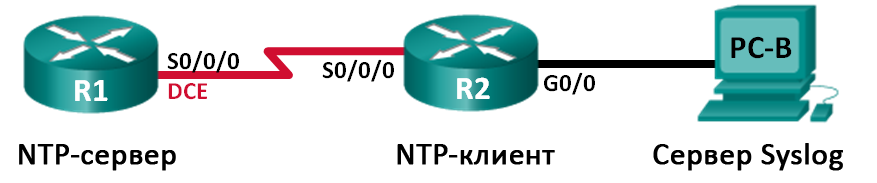 R1
S0/0/0
DCE
S0/0/0
R2
G0/0
PC-B
NTP-сервер
NTP-клиент
Сервер Syslog